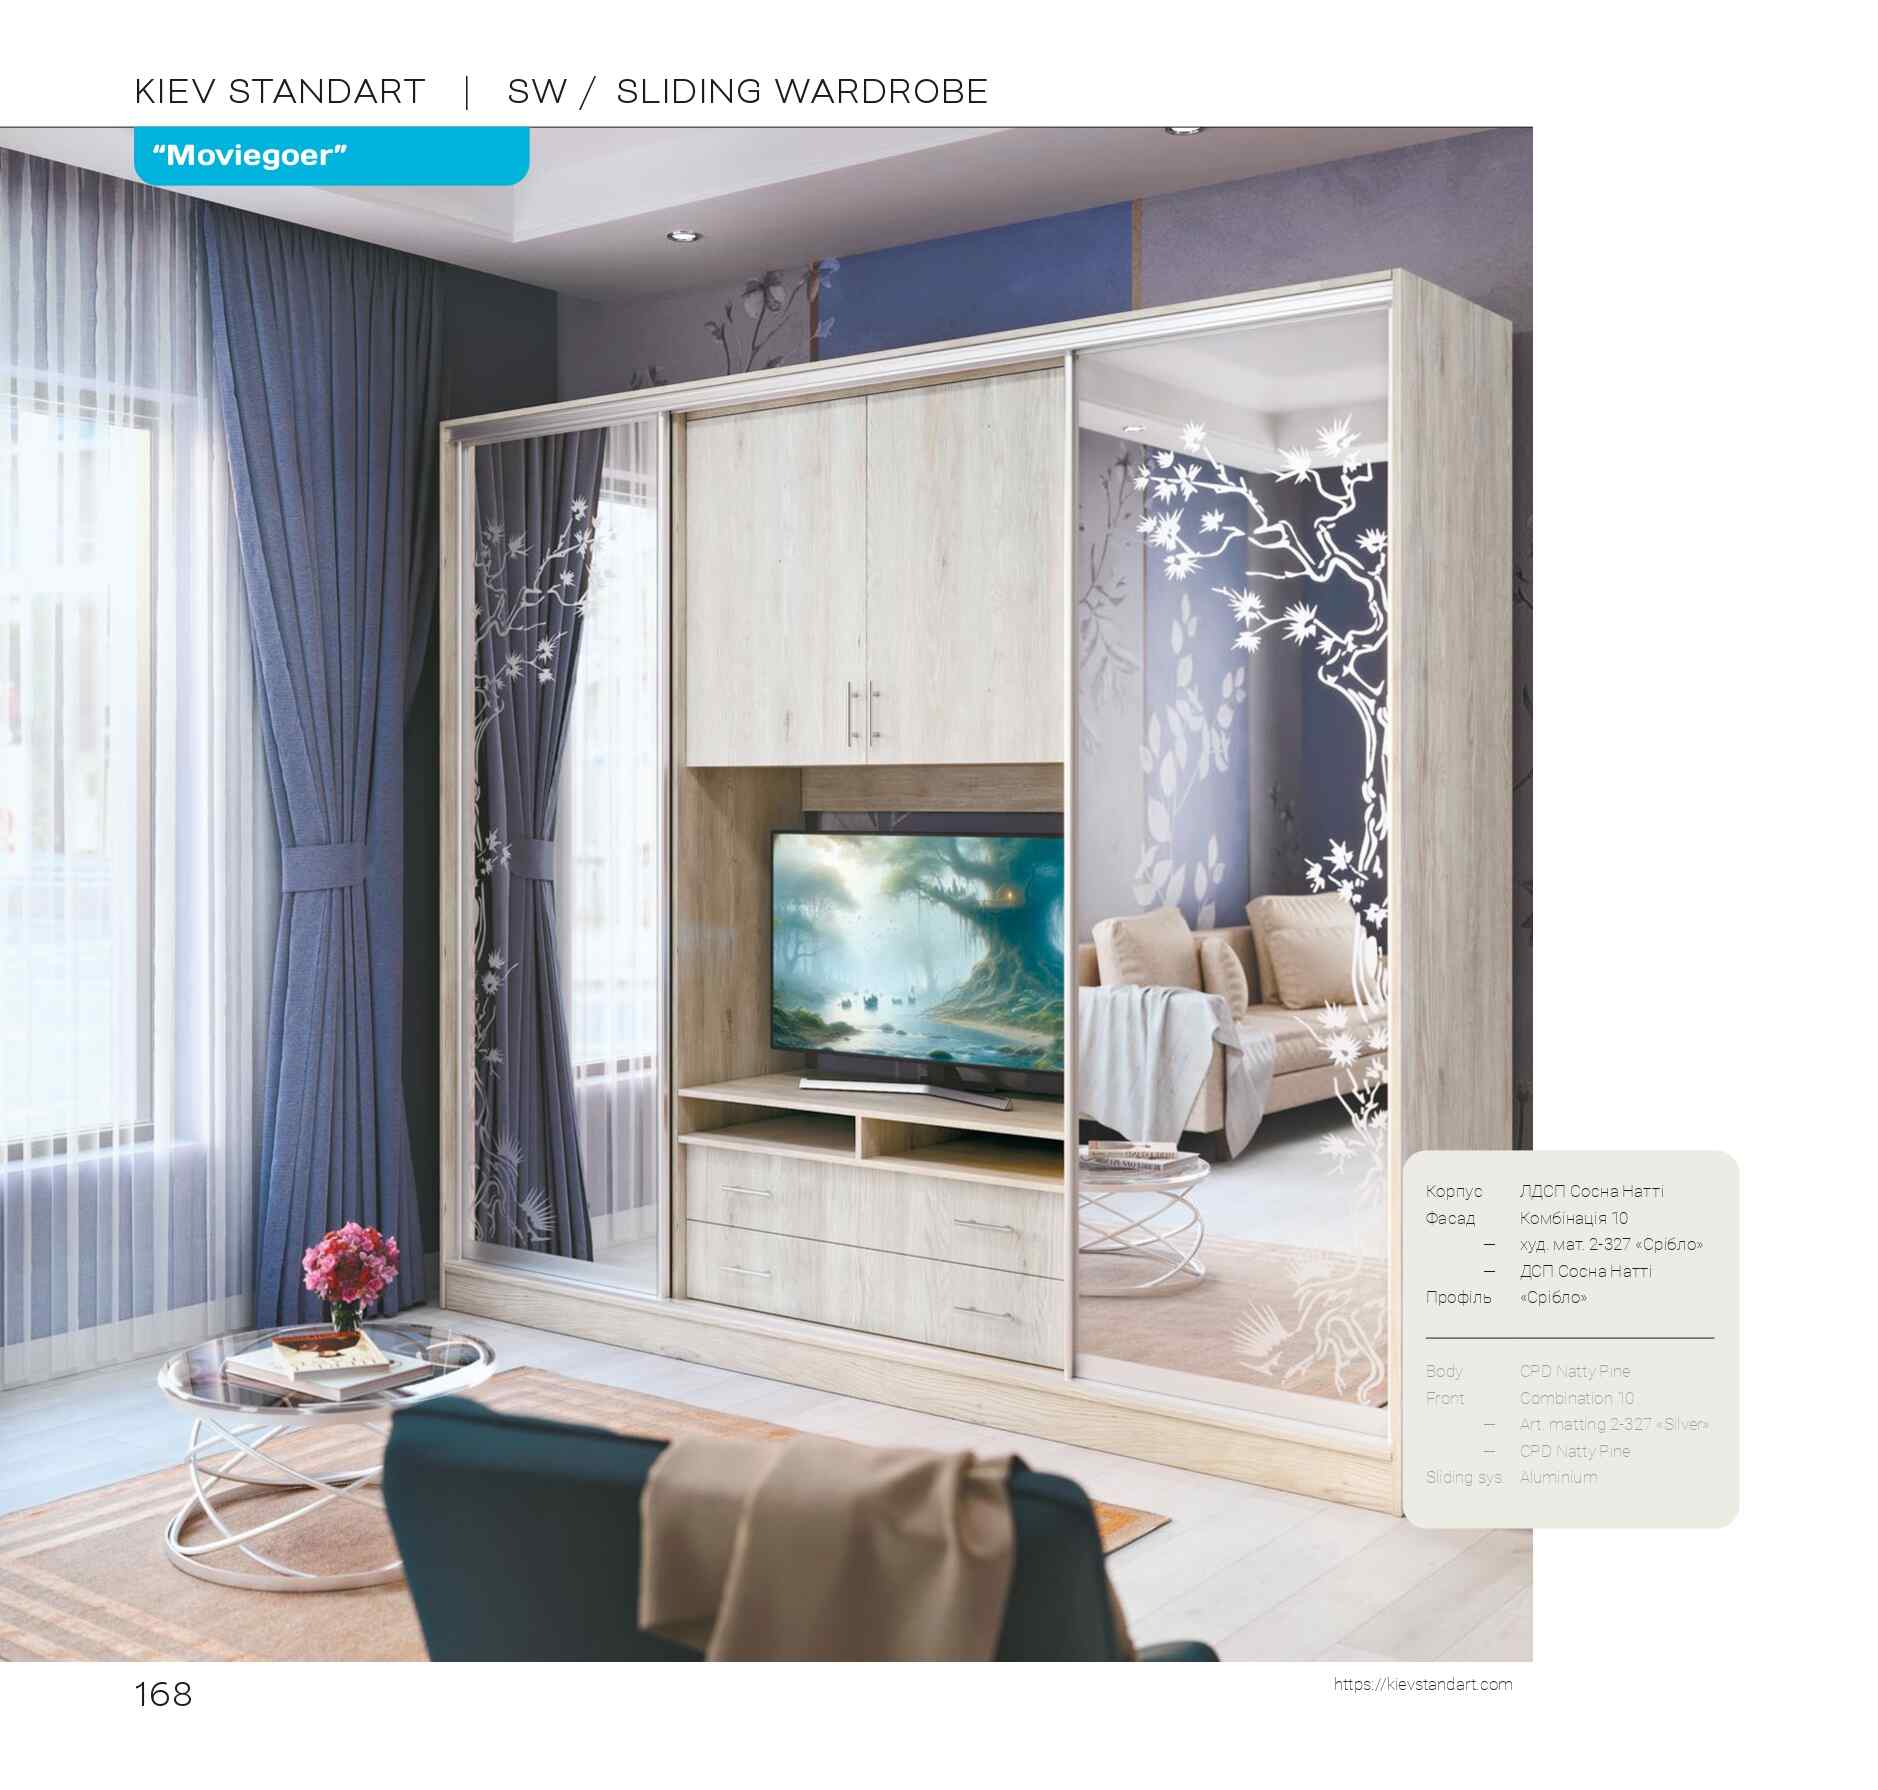 KIEV STANDART | SW / SLIDING WARDROBE
“Moviegoer”
Корпус ЛДСП Сосна Натті
Фасад Комбінація 10
— худ. мат. 2-327 «Срібло»
— ДСП Сосна Натті
Профіль «Срібло»
Body CPD Natty Pine
Front Combination 10
— Art. matting 2-327 «Silver»
— CPD Natty Pine
Sliding sys. Aluminium
168
https://kievstandart.com